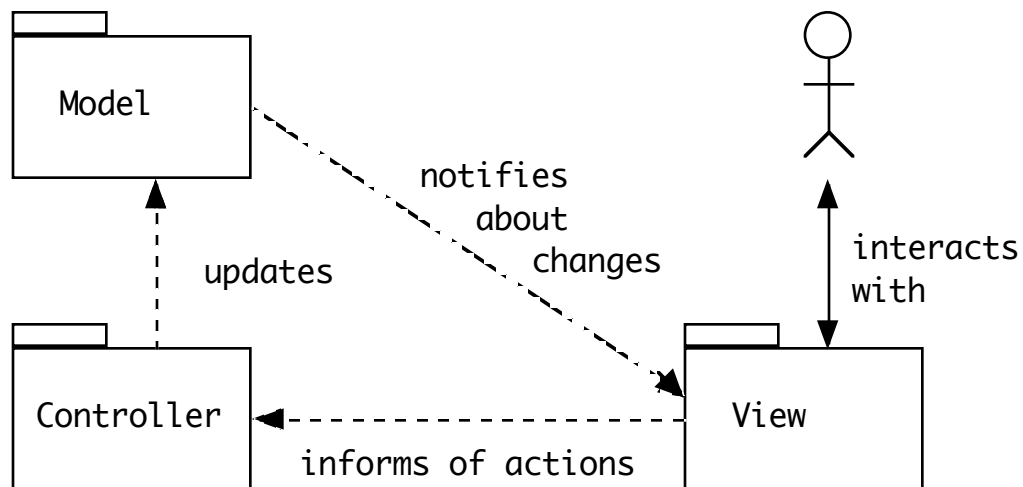 Model
notifies
about
changes
interacts
with
updates
Controller
View
informs of actions